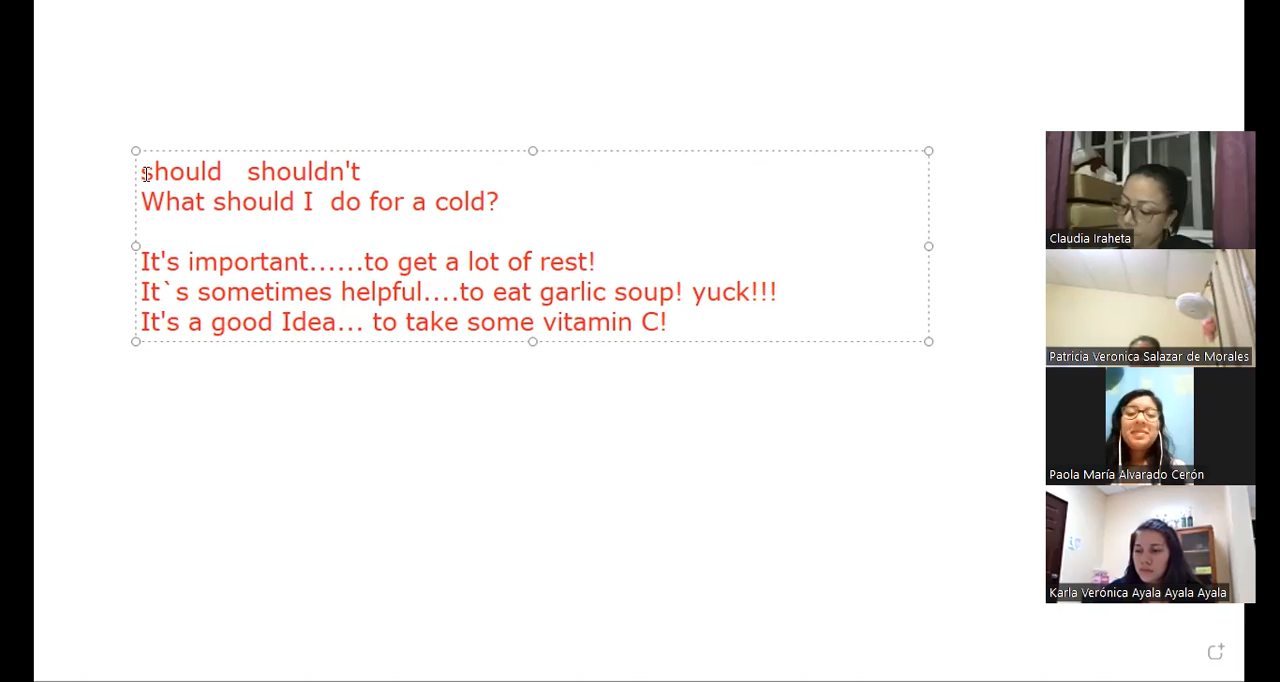 should shouldn't
What should I do for a cold?
It's important......to get a lot of rest!
It`s sometimes helpful....to eat garlic soup! yuck!!!
It's a good Idea... to take some vitamin C!
Claudia Iraheta
Patricia Veronica Salazar de Morales
Paola María Alvarado Cerón
Karla Verónica Ayala Ayala Ayala